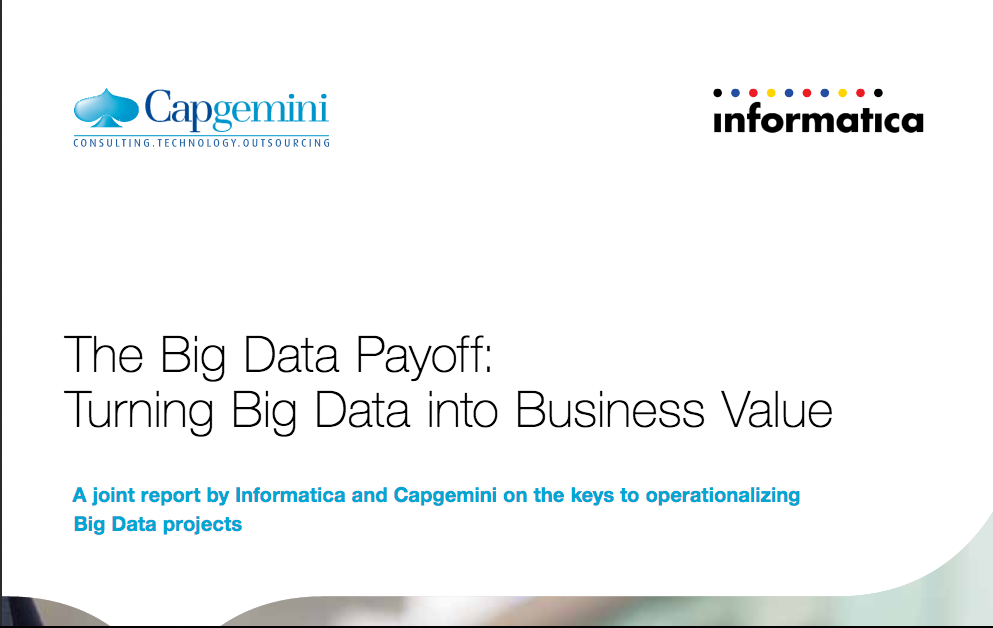 Capgemini
CONSULTING.TECHNOLOGY.OUTSOURCING
informatica
The Big Data Payoff:
Turning Big Data into Business Value
A joint report by Informatica and Capgemini on the keys to operationalizing
Big Data projects